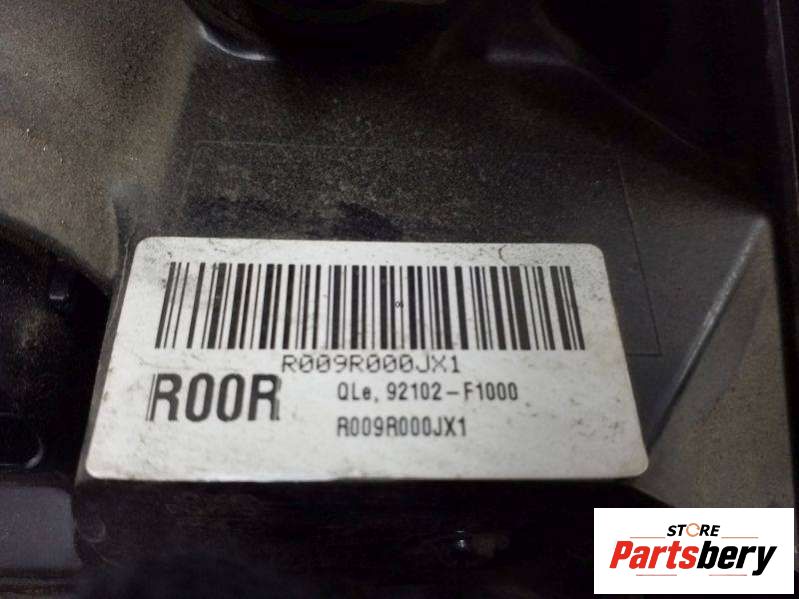 R009R000JX1
R00R
QLe, 92102-F1000
R009R000JX1
STORE
Partsbery